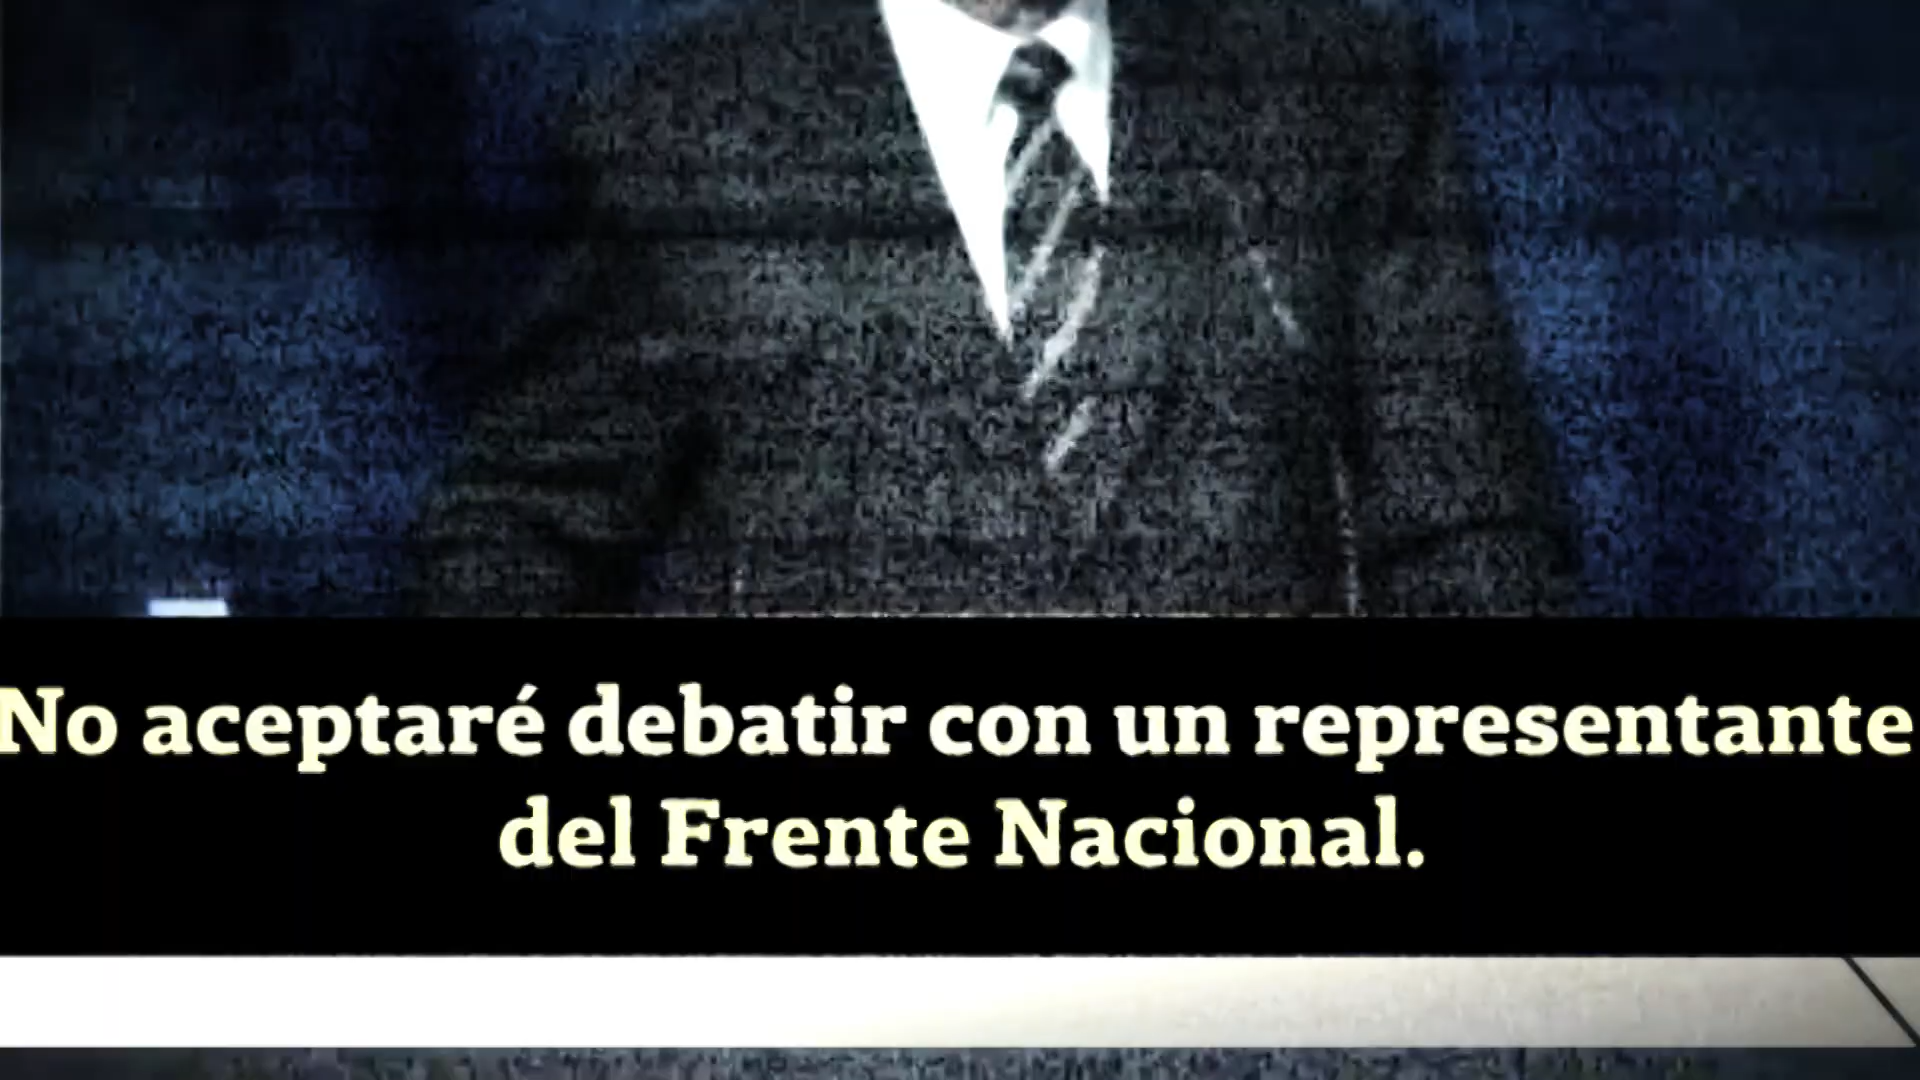 No aceptaré debatir con un representante
del Frente Nacional.